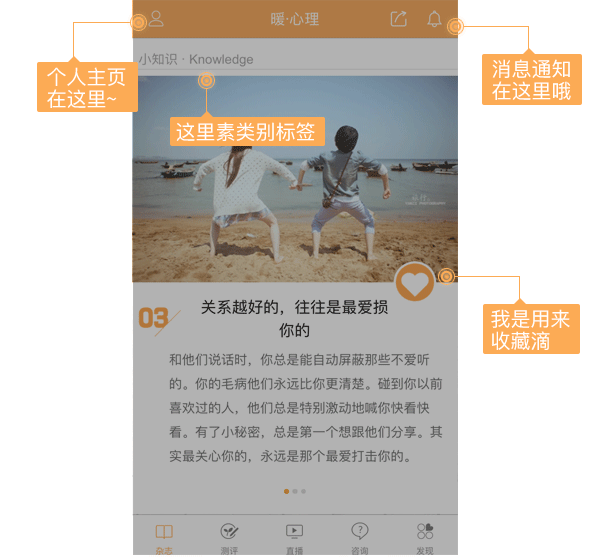 暖·心理
个人主页
在这里~
消息通知
在这里哦
小知识 · Knowledge
这里素类别标签
我是用来
收藏滴
03
关系越好的，往往是最爱损
你的
和他们说话时，你总是能自动屏蔽那些不爱听
的。你的毛病他们永远比你更清楚。碰到你以前
喜欢过的人，他们总是特别激动地喊你快看快
看。有了小秘密，总是第一个想跟他们分享。其
实最关心你的，永远是那个最爱打击你的。
杂志
测评
直播
咨询
发现